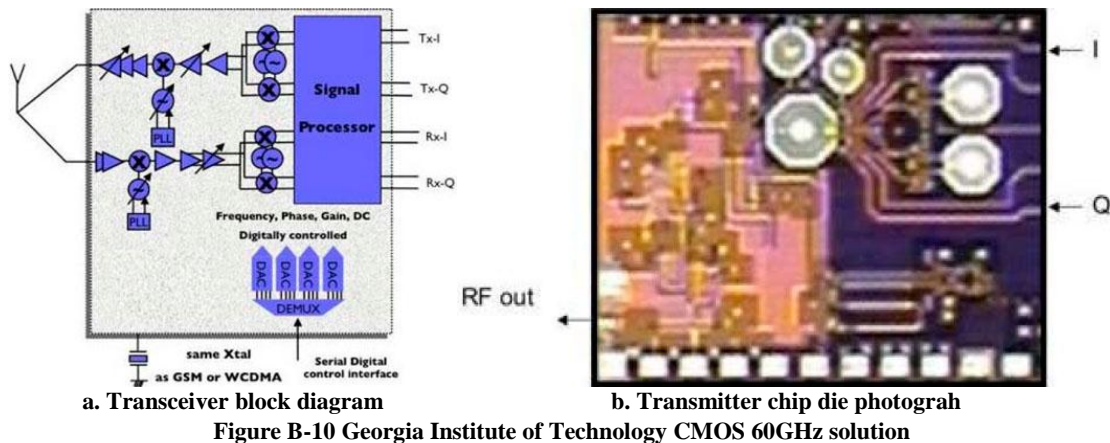 Tx-I
Tx-Q
Rx-I
Rx-Q
Signal
Processor
PLL
PLL
Frequency, Phase, Gain, DC
Digitally controlled
DAC
DAC
DAC
DAC
DEMUX
same Xtal
as GSM or WCDMA
Serial Digital
control interface
a. Transceiver block diagram
I
Q
RF out
b. Transmitter chip die photograh
Figure B-10 Georgia Institute of Technology CMOS 60GHz solution